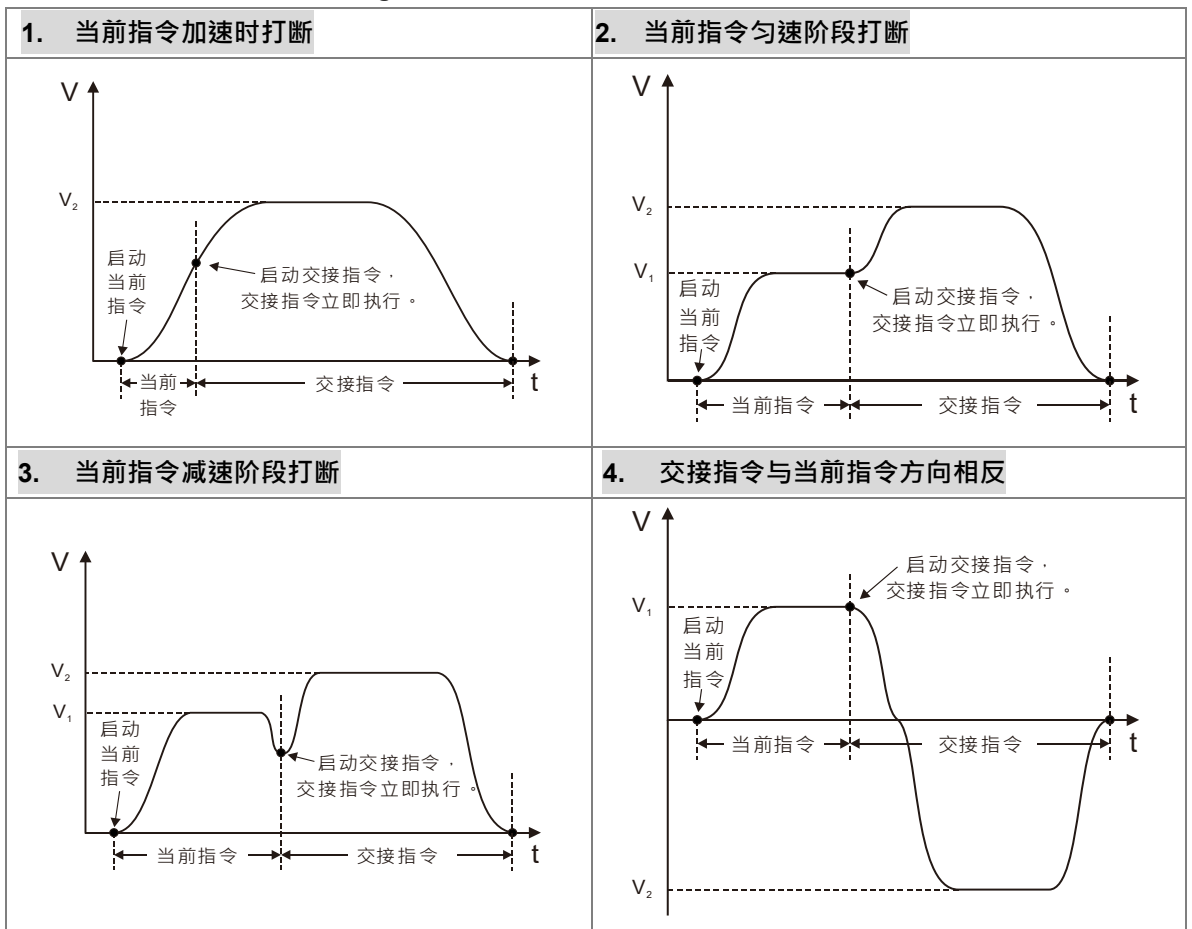 1. 当前指令加速时打断
V
V₂
启动
当前
指令
启动交接指令，
交接指令立即执行。
当前
指令
交接指令
t
2. 当前指令匀速阶段打断
V
V₂
V₁
启动
当前
指令
启动交接指令，
交接指令立即执行。
当前指令
交接指令
t
3. 当前指令减速阶段打断
V
V₂
V₁
启动
当前
指令
启动交接指令，
交接指令立即执行。
当前指令
交接指令
t
4. 交接指令与当前指令方向相反
V
V₁
启动
当前
指令
启动交接指令，
交接指令立即执行。
当前指令
交接指令
t
V₂